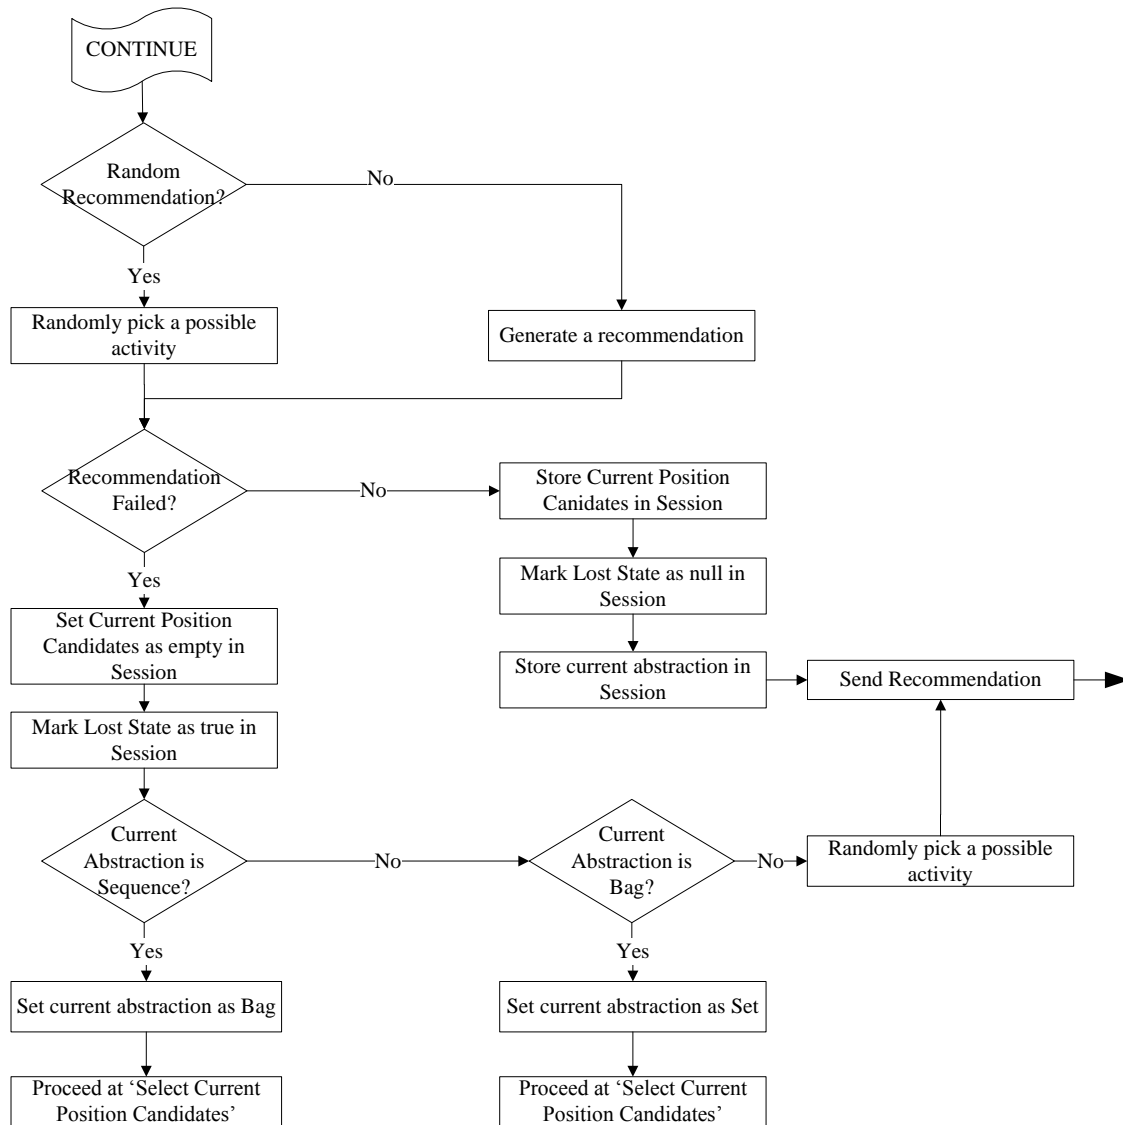 CONTINUE
Random
Recommendation?
No
Yes
Randomly pick a possible
activity
Generate a recommendation
Recommendation
Failed?
No
Store Current Position
Canidates in Session
Yes
Mark Lost State as null in
Session
Set Current Position
Candidates as empty in
Session
Store current abstraction in
Session
Send Recommendation
Mark Lost State as true in
Session
Current
Abstraction is
Sequence?
No
Current
Abstraction is
Bag?
No
Randomly pick a possible
activity
Yes
Yes
Set current abstraction as Bag
Set current abstraction as Set
Proceed at ‘Select Current
Position Candidates’
Proceed at ‘Select Current
Position Candidates’